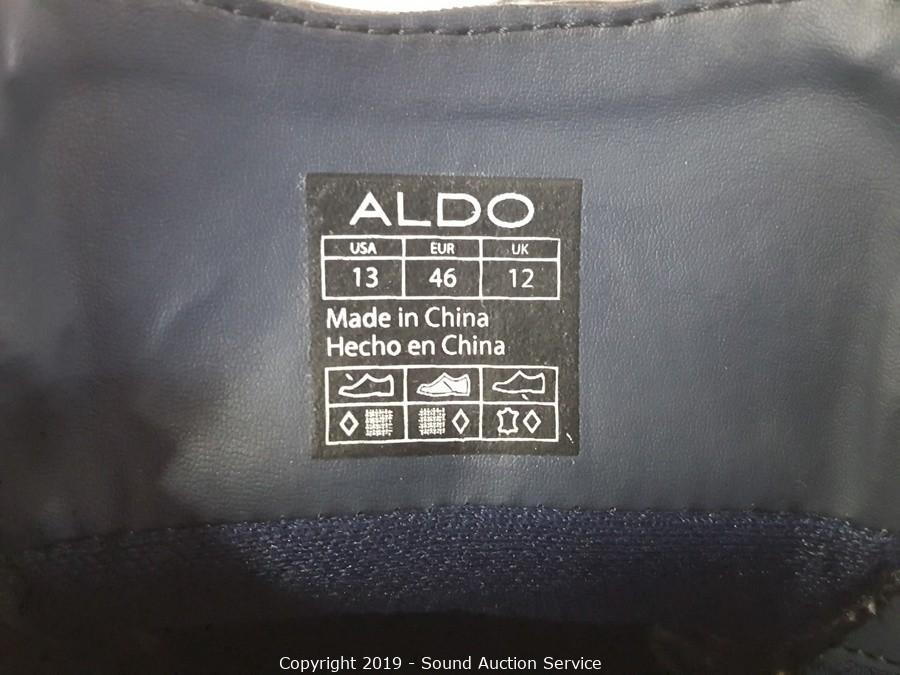 ALDO
USA EUR UK
13 46 12
Made in China
Hecho en China
Copyright 2019 - Sound Auction Service